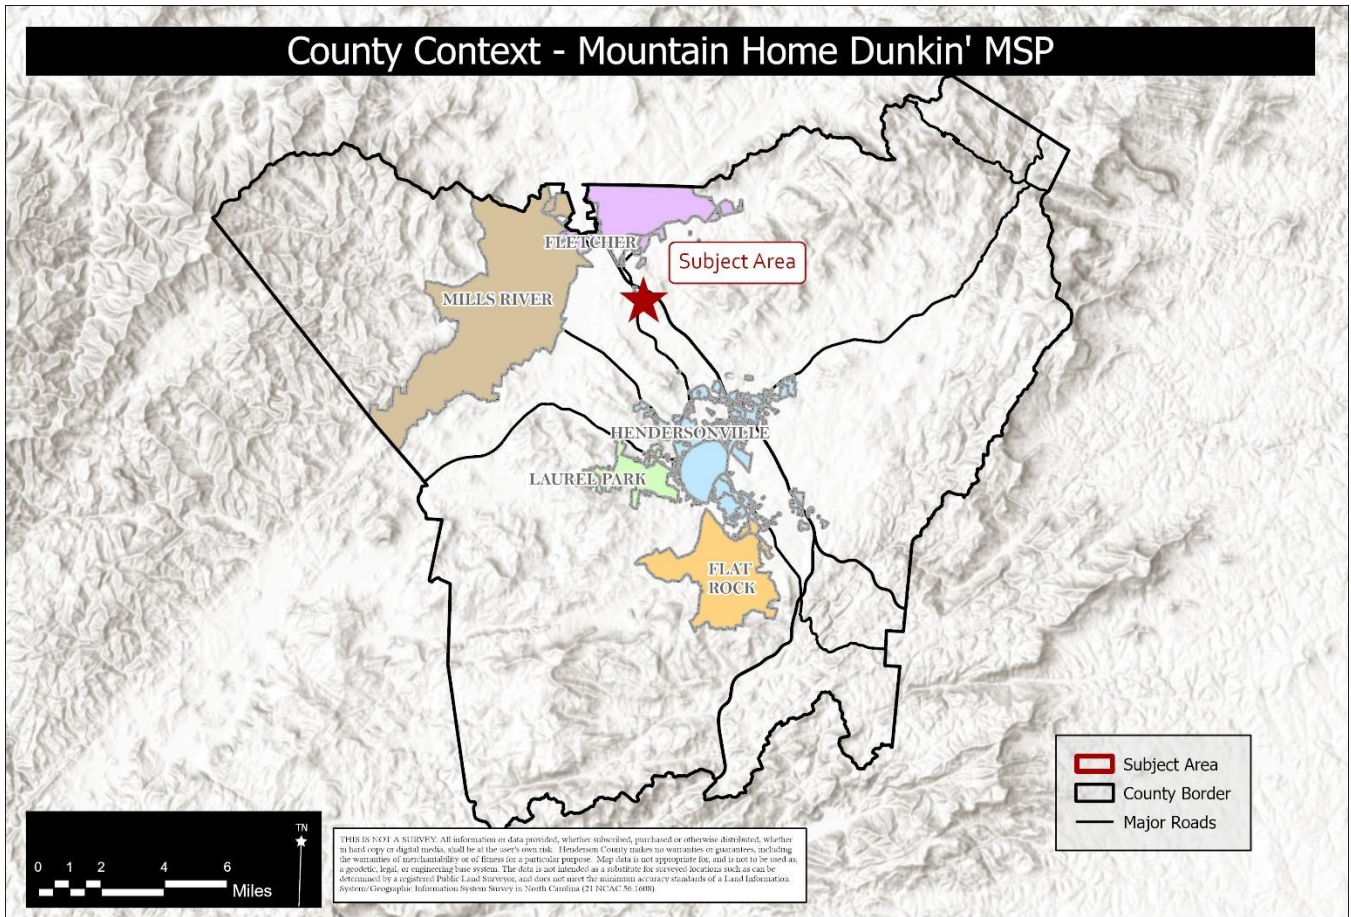 County Context - Mountain Home Dunkin' MSP
FLETCHER
Subject Area
MILLS RIVER
HENDERSONVILLE
LAUREL PARK
FLAT
ROCK
Subject Area
County Border
Major Roads
TN
0 1 2 4 6
Miles
THIS IS NOT A SURVEY. All information or data provided, whether subscribed, purchased or otherwise distributed, whether
in hard copy or digital media, shall be at the user's own risk. Henderson County makes no warranties or guarantees, including
the warranties of merchantability or of fitness for a particular purpose. Map data is not appropriate for, and is not to be used as,
a geodetic, legal, or engineering base system. The data is not intended as a substitute for surveyed locations such as can be
determined by a registered Public Land Surveyor, and does not meet the minimum accuracy standards of a Land Information
System/Geographic Information System Survey in North Carolina (21 NCAC 56.1608).